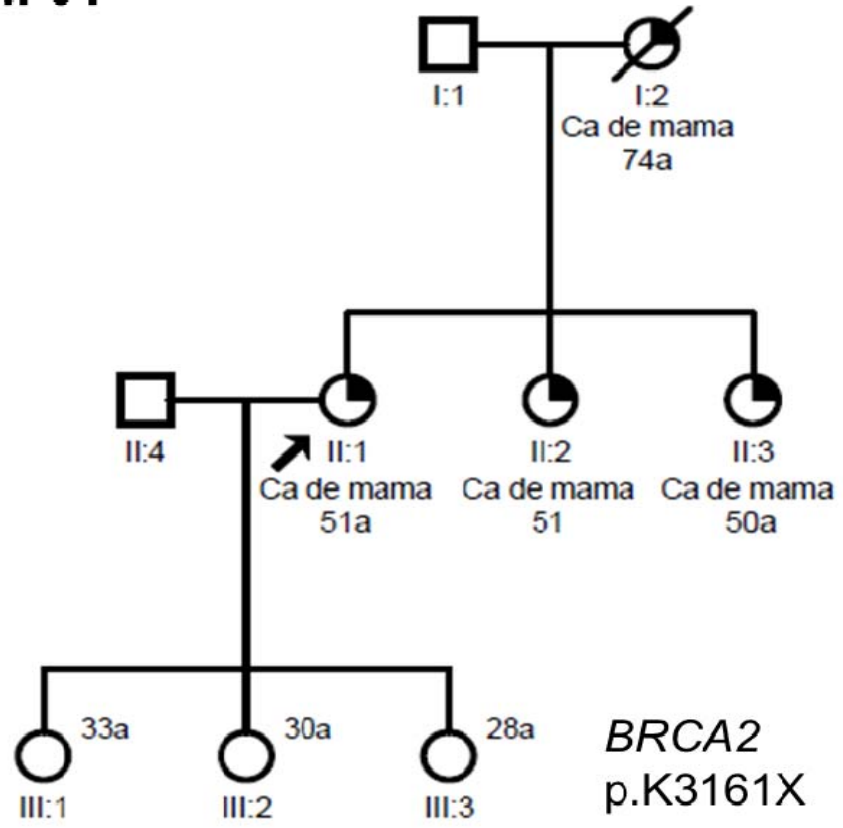 I:1
I:2
Ca de mama
74a
II:4
II:1
Ca de mama
51a
II:2
Ca de mama
51
II:3
Ca de mama
50a
33a
30a
28a
III:1
III:2
III:3
BRCA2
p.K3161X